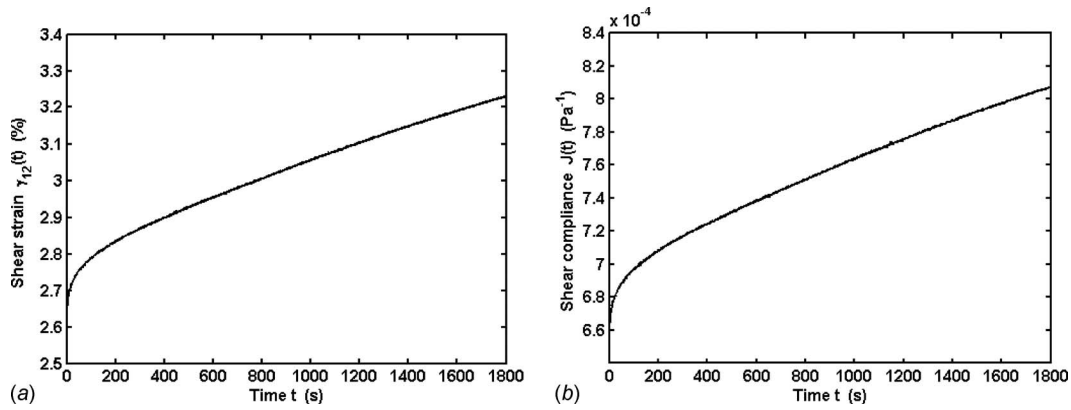 3.4
3.3
3.2
3.1
3
2.9
2.8
2.7
2.6
2.5
Shear strain γ12(t) (%)
0 200 400 600 800 1000 1200 1400 1600 1800
Time t (s)
(a)
x 10-4
8.4
8.2
8
7.8
7.6
7.4
7.2
7
6.8
6.6
Shear compliance J(t) (Pa-1)
0 200 400 600 800 1000 1200 1400 1600 1800
Time t (s)
(b)